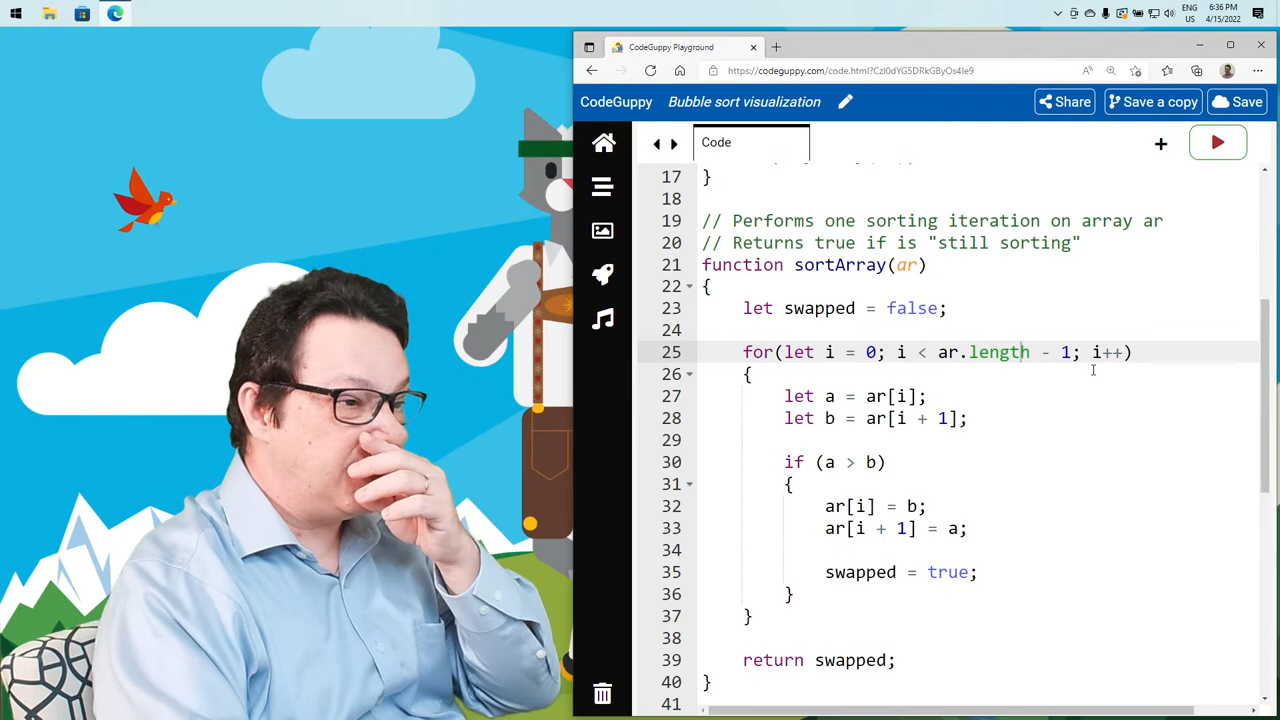 ENG
US
6:36 PM
4/15/2022
CodeGuppy Playground
https://codeguppy.com/code.html?CzI0dYG5DRkGByOs4Ie9
CodeGuppy
Bubble sort visualization
Share
Save a copy
Save
Code
17 }
18
19 // Performs one sorting iteration on array ar
20 // Returns true if is "still sorting"
21 function sortArray(ar)
22 {
23 let swapped = false;
24
25 for(let i = 0; i < ar.length - 1; i++)
26 {
27 let a = ar[i];
28 let b = ar[i + 1];
29
30 if (a > b)
31 {
32 ar[i] = b;
33 ar[i + 1] = a;
34
35 swapped = true;
36 }
37 }
38
39 return swapped;
40 }
41